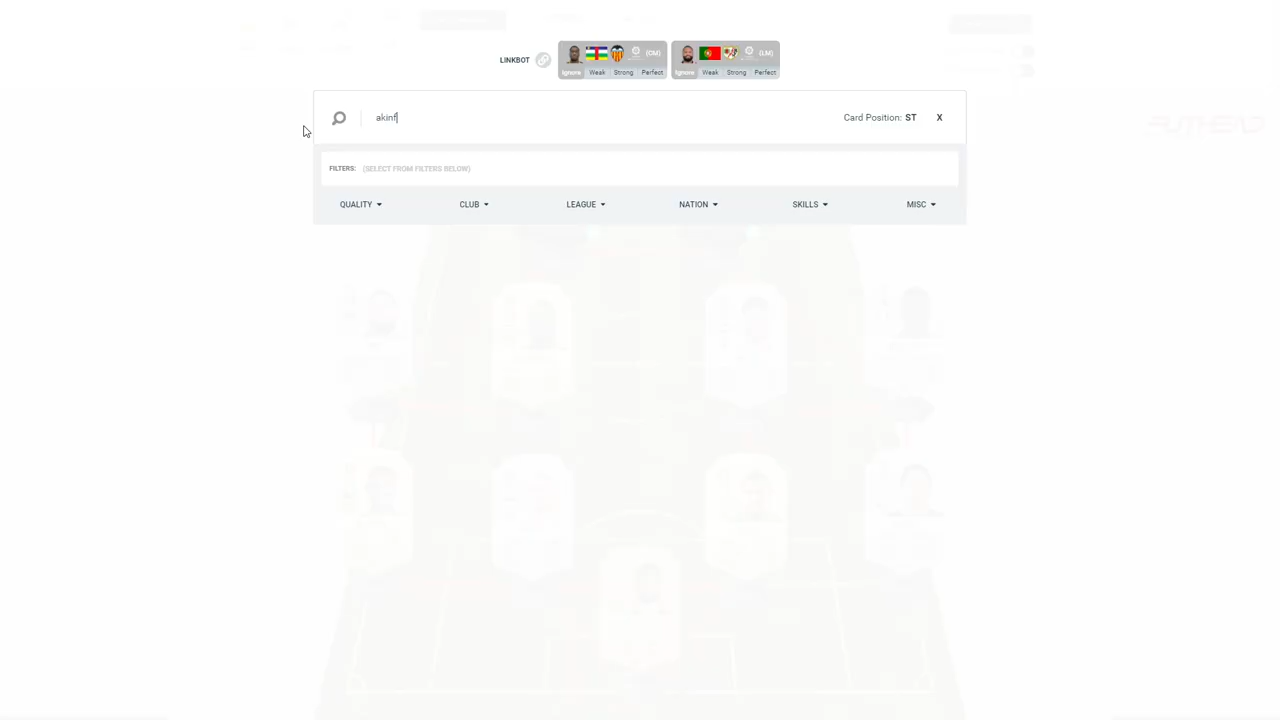 LINKBOT (CM) (LM)
Ignore Weak Strong Perfect Ignore Weak Strong Perfect
akinf Card Position: ST X
FILTERS: (SELECT FROM FILTERS BELOW)
QUALITY CLUB LEAGUE NATION SKILLS MISC
FUTHEAD